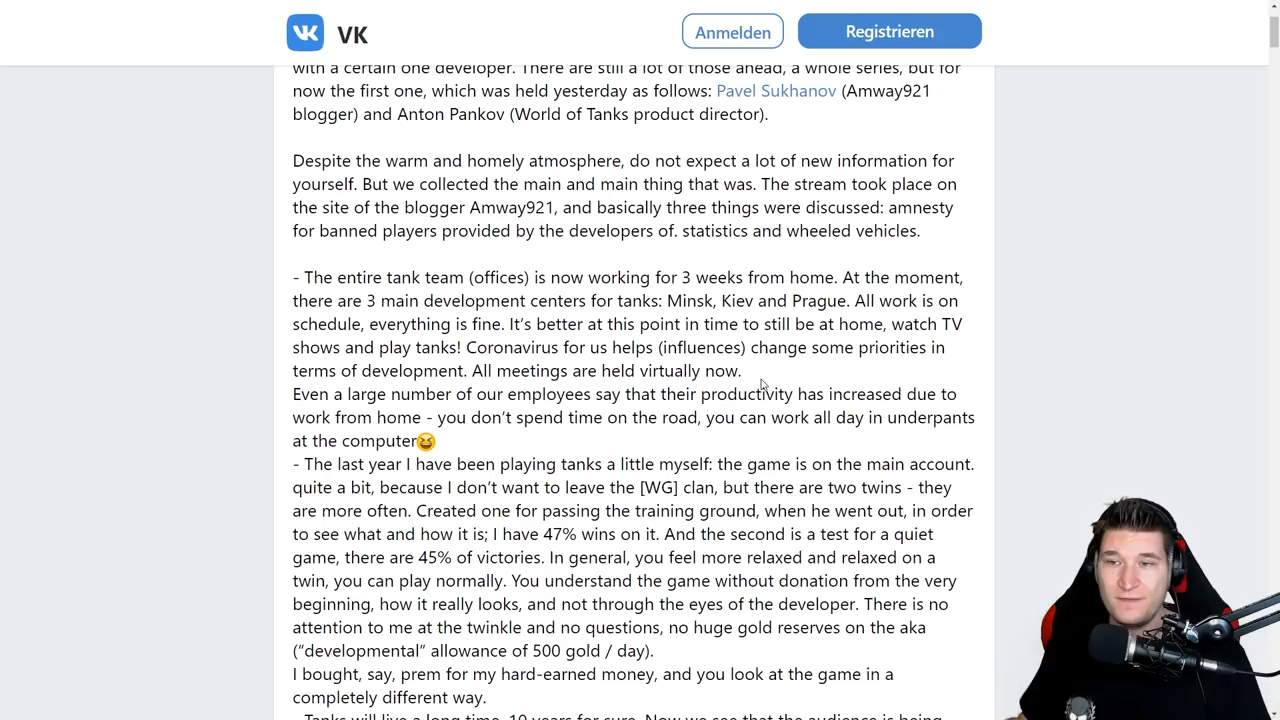 VK
Anmelden
Registrieren
with a certain one developer. There are still a lot of those ahead, a whole series, but for
now the first one, which was held yesterday as follows: Pavel Sukhanov (Amway921
blogger) and Anton Pankov (World of Tanks product director).
Despite the warm and homely atmosphere, do not expect a lot of new information for
yourself. But we collected the main and main thing that was. The stream took place on
the site of the blogger Amway921, and basically three things were discussed: amnesty
for banned players provided by the developers of. statistics and wheeled vehicles.
- The entire tank team (offices) is now working for 3 weeks from home. At the moment,
there are 3 main development centers for tanks: Minsk, Kiev and Prague. All work is on
schedule, everything is fine. It’s better at this point in time to still be at home, watch TV
shows and play tanks! Coronavirus for us helps (influences) change some priorities in
terms of development. All meetings are held virtually now.
Even a large number of our employees say that their productivity has increased due to
work from home - you don’t spend time on the road, you can work all day in underpants
at the computer😆
- The last year I have been playing tanks a little myself: the game is on the main account.
quite a bit, because I don’t want to leave the [WG] clan, but there are two twins - they
are more often. Created one for passing the training ground, when he went out, in order
to see what and how it is; I have 47% wins on it. And the second is a test for a quiet
game, there are 45% of victories. In general, you feel more relaxed and relaxed on a
twin, you can play normally. You understand the game without donation from the very
beginning, how it really looks, and not through the eyes of the developer. There is no
attention to me at the twinkle and no questions, no huge gold reserves on the aka
(“developmental” allowance of 500 gold / day).
I bought, say, prem for my hard-earned money, and you look at the game in a
completely different way.
- Tanks will live a long time, 10 years for sure. Now we see that the audience is being